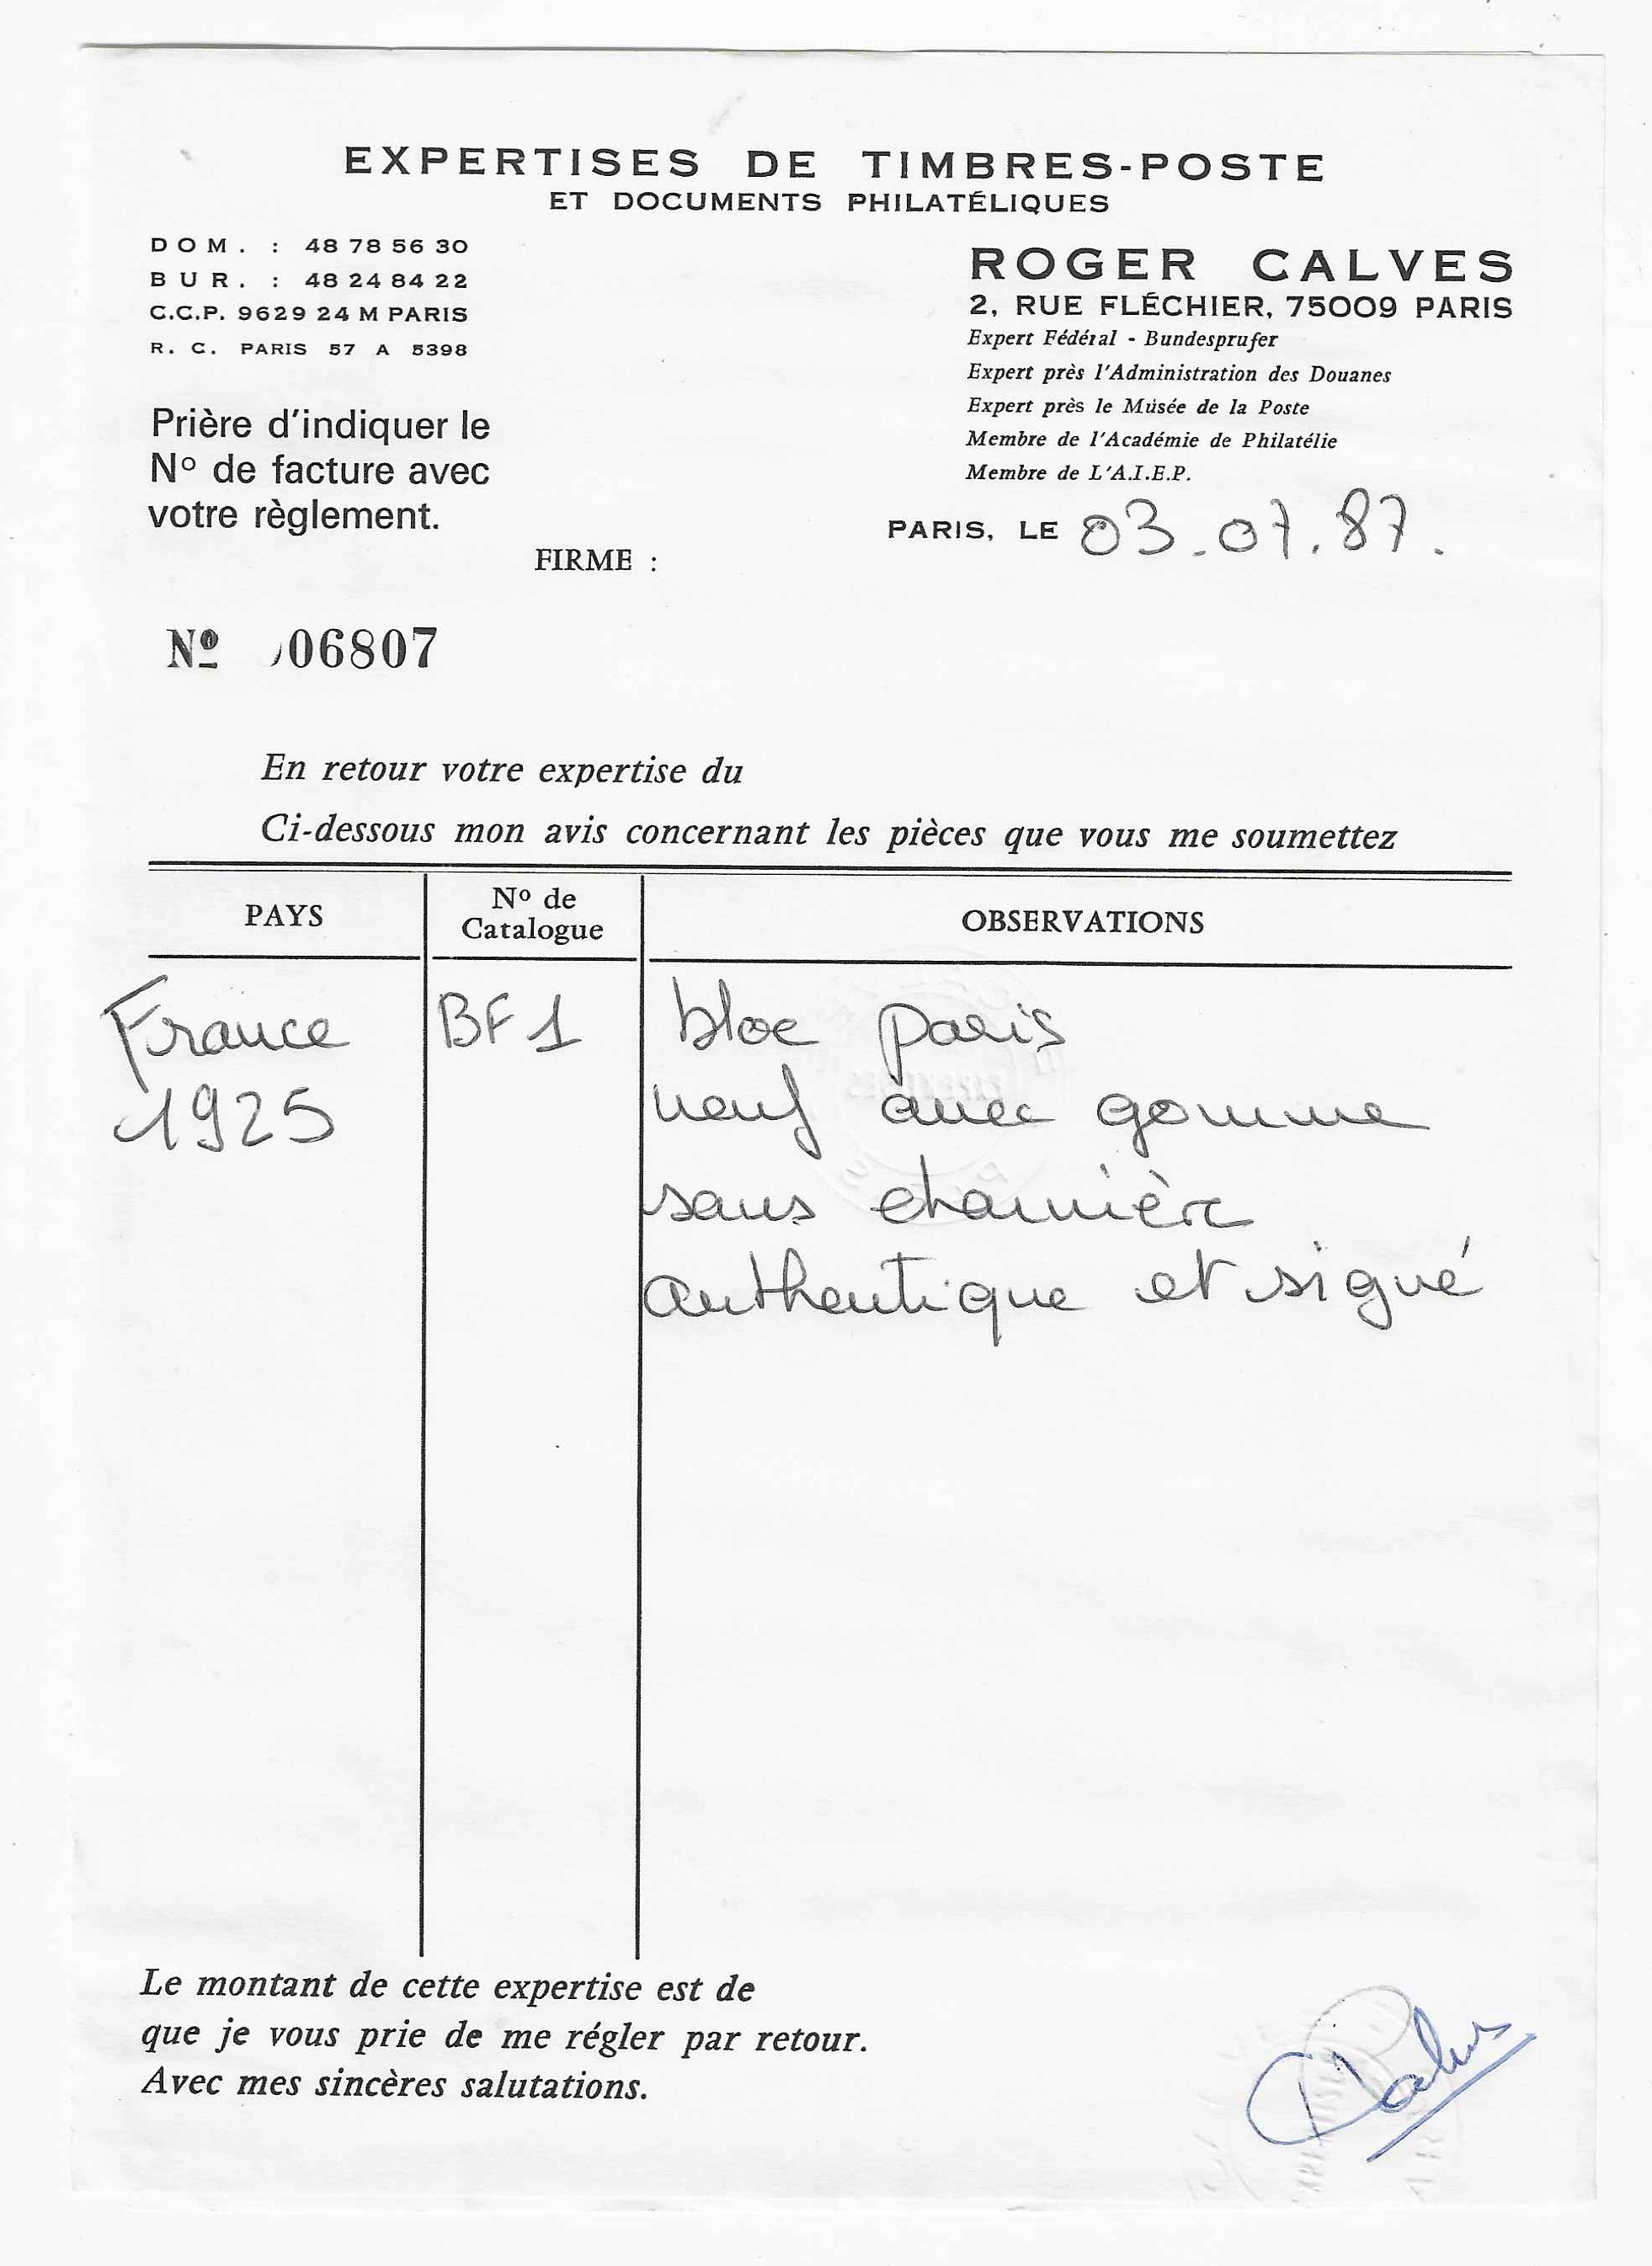 EXPERTISES DE TIMBRES-POSTE
ET DOCUMENTS PHILATÉLIQUES
DOM. : 48 78 56 30
BUR. : 48 24 84 22
C.C.P. 9629 24 M PARIS
R. C. PARIS 57 A 5398
ROGER CALVES
2, RUE FLÉCHIER, 75009 PARIS
Expert Fédéral - Bundesprufer
Expert près l'Administration des Douanes
Expert près le Musée de la Poste
Membre de l'Académie de Philatélie
Membre de L'A.I.E.P.
Prière d'indiquer le
Nº de facture avec
votre règlement.
PARIS, LE 03.07.87.
FIRME :
Nº 06807
En retour votre expertise du
Ci-dessous mon avis concernant les pièces que vous me soumettez
PAYS
Nº de
Catalogue
OBSERVATIONS
France BF1 bloc paris
1925 neuf avec gomme
sans charnière
authentique et signé
Le montant de cette expertise est de
que je vous prie de me régler par retour.
Avec mes sincères salutations.
Calves